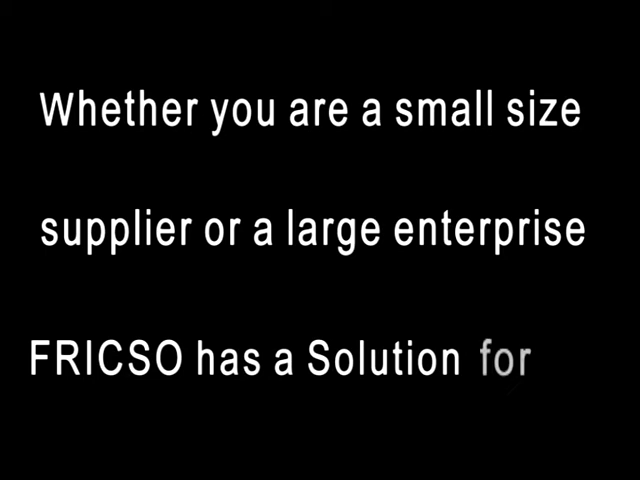 Whether you are a small size
supplier or a large enterprise
FRICSO has a Solution for